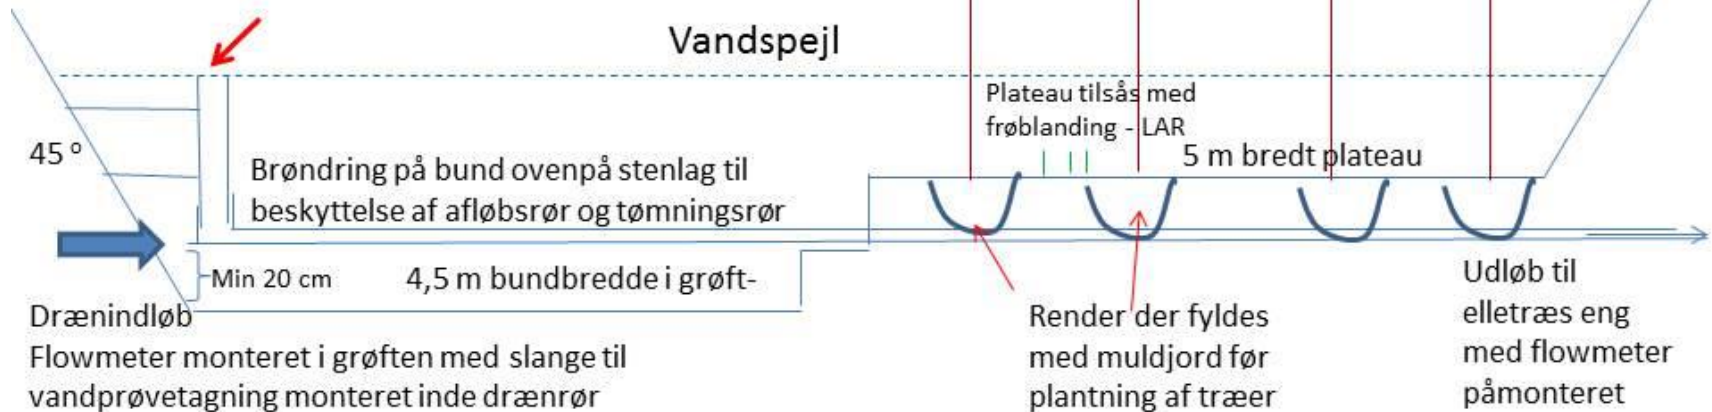 Vandspejl
Plateau tilsås med
frøblanding - LAR
45 °
5 m bredt plateau
Brøndring på bund ovenpå stenlag til
beskyttelse af afløbsrør og tømningsrør
Min 20 cm
4,5 m bundbredde i grøft-
Drænindløb
Flowmeter monteret i grøften med slange til
vandprøvetagning monteret inde drænrør
Render der fyldes
med muldjord før
plantning af træer
Udløb til
elletræs eng
med flowmeter
påmonteret